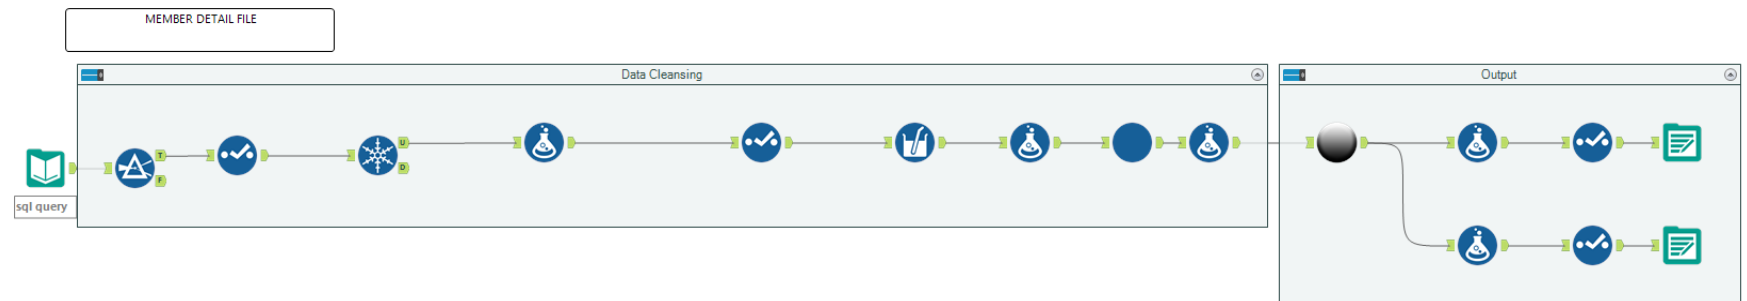 MEMBER DETAIL FILE
Data Cleansing
Output
sql query
T
F
U
D